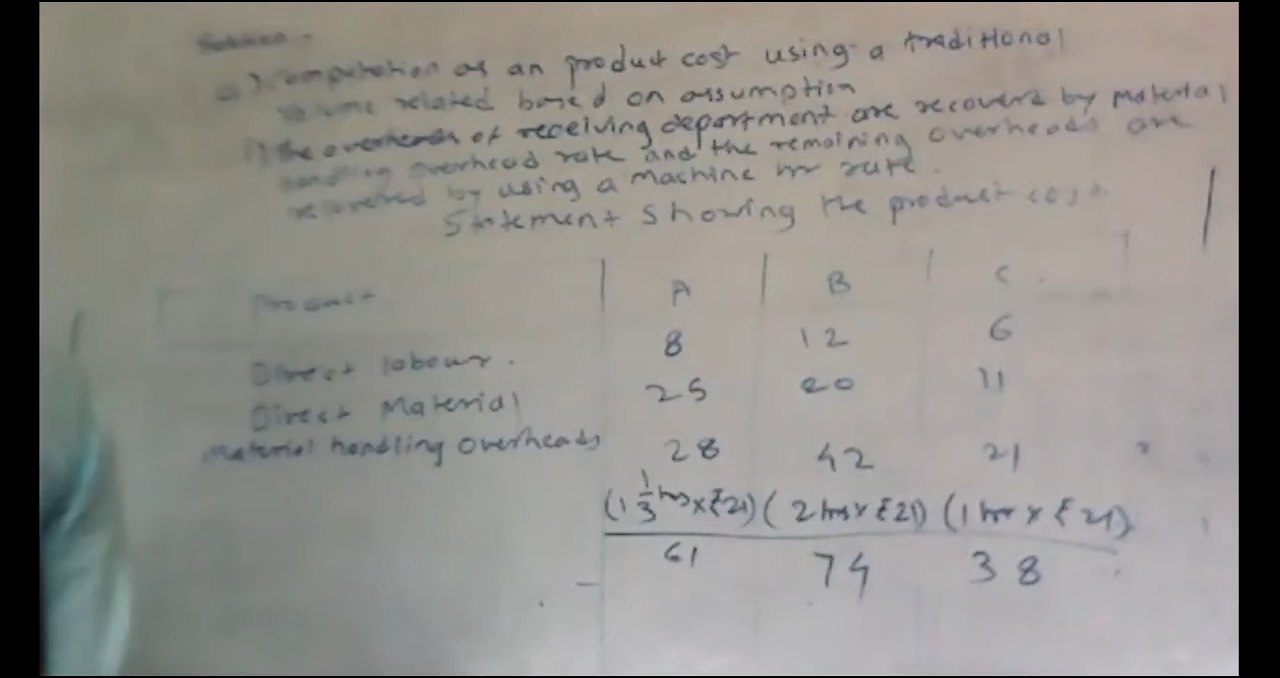 Solution.
a) Computation of an product cost using a traditional
volume related based on assumption
i) The overheads of receiving department are recoverd by material
handling overhead rate and the remaining overheads are
recovered by using a machine hr rate.
Statement showing the product cost
Product A B C
Direct labour. 8 12 6
Direct Material 25 20 11
Material handling overheads 28 42 21
(1 1/3 hrs x ₹21) (2 hrs x ₹21) (1 hr x ₹21)
61 74 38